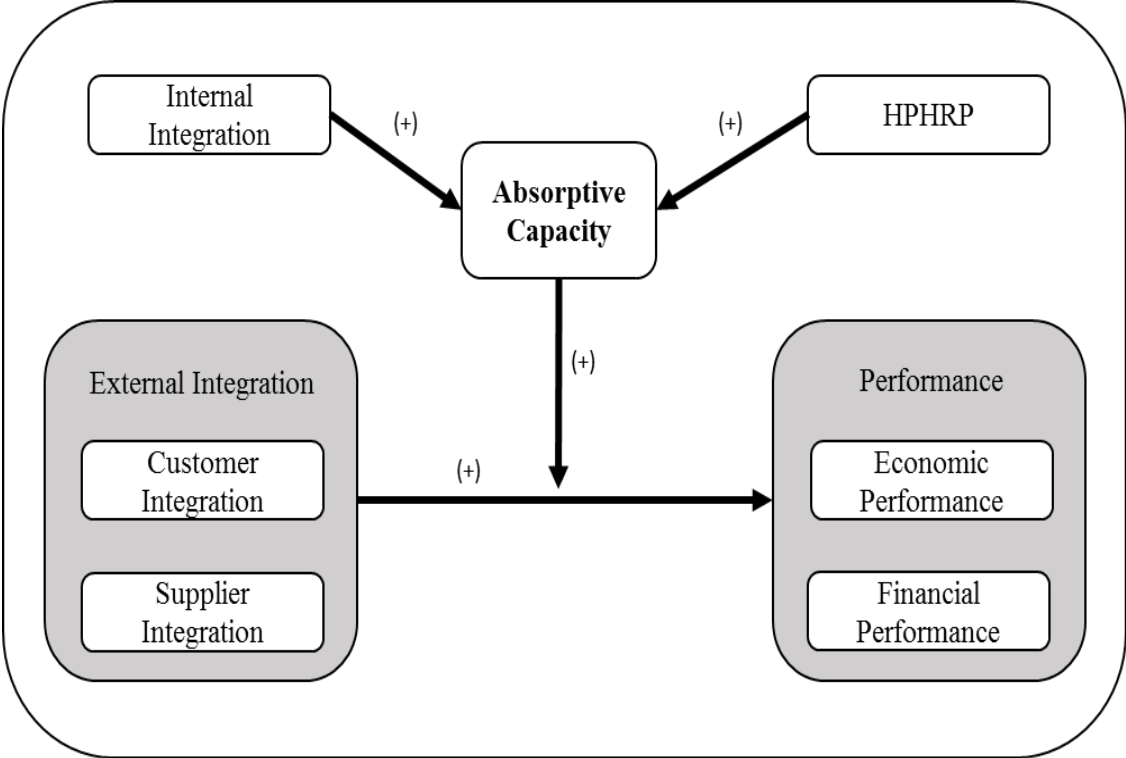 Internal
Integration
(+)
(+)
HPHRP
Absorptive
Capacity
(+)
External Integration
Customer
Integration
Supplier
Integration
(+)
Performance
Economic
Performance
Financial
Performance